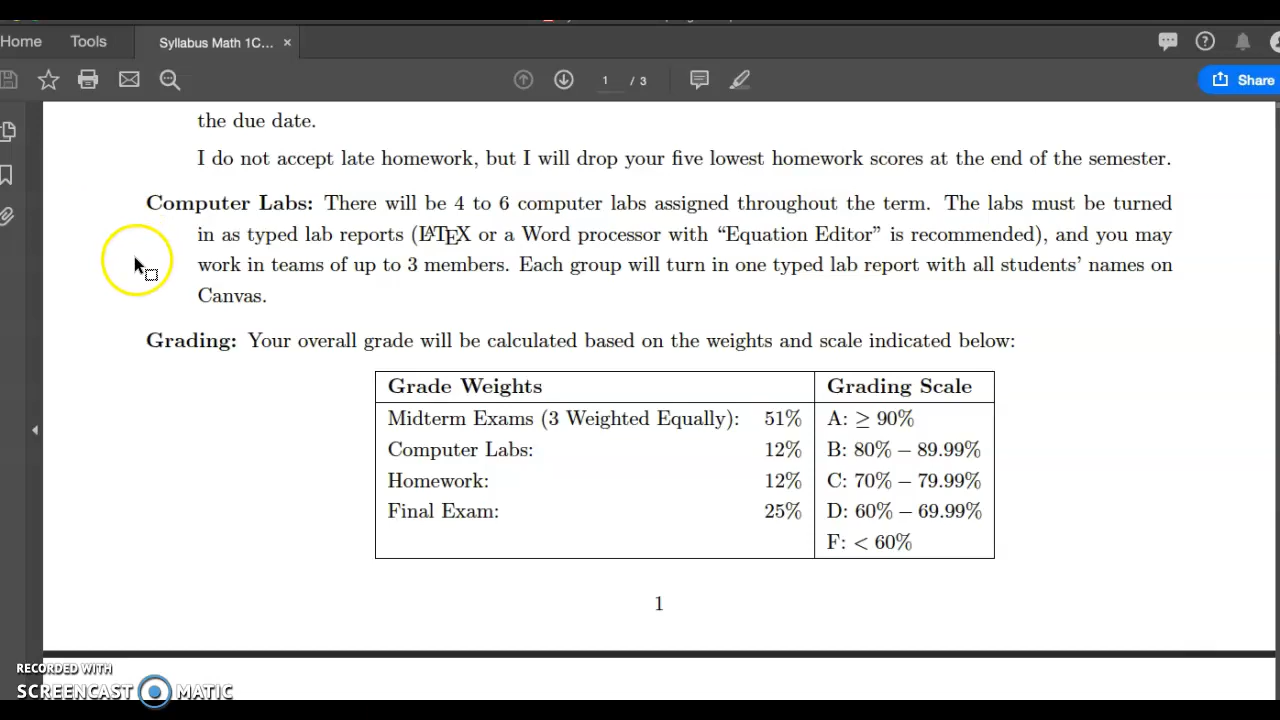 Home Tools Syllabus Math 1C... ×
1 / 3 Share
the due date.
I do not accept late homework, but I will drop your five lowest homework scores at the end of the semester.
Computer Labs: There will be 4 to 6 computer labs assigned throughout the term. The labs must be turned
in as typed lab reports (LATEX or a Word processor with “Equation Editor” is recommended), and you may
work in teams of up to 3 members. Each group will turn in one typed lab report with all students’ names on
Canvas.
Grading: Your overall grade will be calculated based on the weights and scale indicated below:
Grade Weights Grading Scale
Midterm Exams (3 Weighted Equally): 51% A: ≥ 90%
Computer Labs: 12% B: 80% – 89.99%
Homework: 12% C: 70% – 79.99%
Final Exam: 25% D: 60% – 69.99%
F: < 60%
1
RECORDED WITH
SCREENCAST MATIC